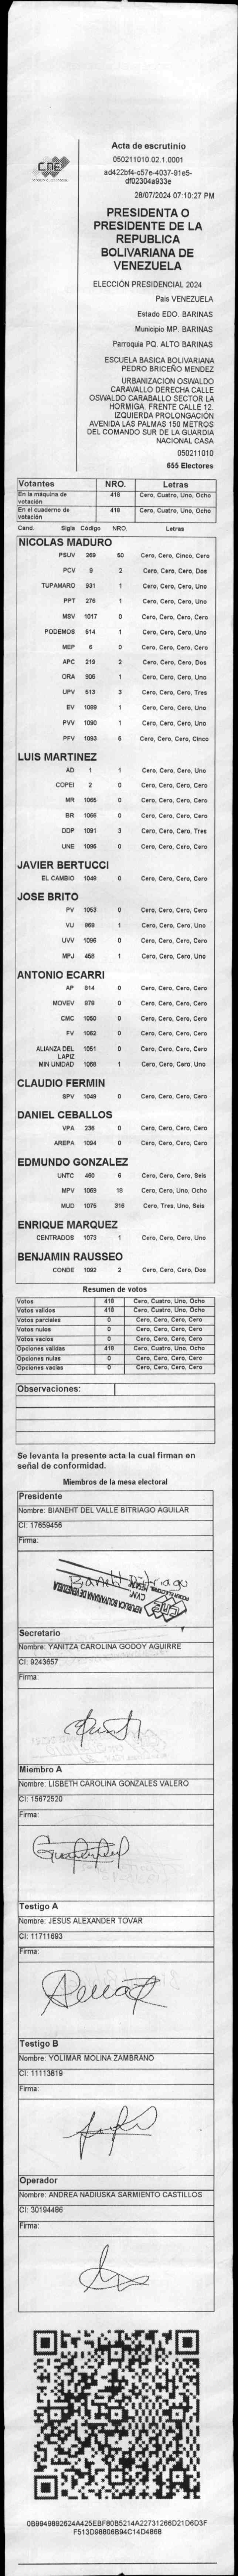 CNE
Acta de escrutinio
050211010.02.1.0001
ad422bf4-c57e-4037-91e5-
df02304a933e
28/07/2024 07:10:27 PM
PRESIDENTA O
PRESIDENTE DE LA
REPUBLICA
BOLIVARIANA DE
VENEZUELA
ELECCIÓN PRESIDENCIAL 2024
Pais VENEZUELA
Estado EDO. BARINAS
Municipio MP. BARINAS
Parroquia PQ. ALTO BARINAS
ESCUELA BASICA BOLIVARIANA
PEDRO BRICEÑO MENDEZ
URBANIZACION OSWALDO
CARAVALLO DERECHA CALLE
OSWALDO CARABALLO SECTOR LA
HORMIGA. FRENTE CALLE 12.
IZQUIERDA PROLONGACIÓN
AVENIDA LAS PALMAS 150 METROS
DEL COMANDO SUR DE LA GUARDIA
NACIONAL CASA
050211010
655 Electores
Votantes NRO. Letras
En la máquina de votación 418 Cero, Cuatro, Uno, Ocho
En el cuaderno de votación 418 Cero, Cuatro, Uno, Ocho
Cand. Sigla Código NRO. Letras
NICOLAS MADURO
PSUV 269 50 Cero, Cero, Cinco, Cero
PCV 9 2 Cero, Cero, Cero, Dos
TUPAMARO 931 1 Cero, Cero, Cero, Uno
PPT 276 1 Cero, Cero, Cero, Uno
MSV 1017 0 Cero, Cero, Cero, Cero
PODEMOS 514 1 Cero, Cero, Cero, Uno
MEP 6 0 Cero, Cero, Cero, Cero
APC 219 2 Cero, Cero, Cero, Dos
ORA 906 1 Cero, Cero, Cero, Uno
UPV 513 3 Cero, Cero, Cero, Tres
EV 1089 1 Cero, Cero, Cero, Uno
PVV 1090 1 Cero, Cero, Cero, Uno
PFV 1093 5 Cero, Cero, Cero, Cinco
LUIS MARTINEZ
AD 1 1 Cero, Cero, Cero, Uno
COPEI 2 0 Cero, Cero, Cero, Cero
MR 1065 0 Cero, Cero, Cero, Cero
BR 1066 0 Cero, Cero, Cero, Cero
DDP 1091 3 Cero, Cero, Cero, Tres
UNE 1095 0 Cero, Cero, Cero, Cero
JAVIER BERTUCCI
EL CAMBIO 1048 0 Cero, Cero, Cero, Cero
JOSE BRITO
PV 1053 0 Cero, Cero, Cero, Cero
VU 868 1 Cero, Cero, Cero, Uno
UVV 1096 0 Cero, Cero, Cero, Cero
MPJ 458 1 Cero, Cero, Cero, Uno
ANTONIO ECARRI
AP 814 0 Cero, Cero, Cero, Cero
MOVEV 878 0 Cero, Cero, Cero, Cero
CMC 1050 0 Cero, Cero, Cero, Cero
FV 1052 0 Cero, Cero, Cero, Cero
ALIANZA DEL LAPIZ 1051 0 Cero, Cero, Cero, Cero
MIN UNIDAD 1058 1 Cero, Cero, Cero, Uno
CLAUDIO FERMIN
SPV 1049 0 Cero, Cero, Cero, Cero
DANIEL CEBALLOS
VPA 236 0 Cero, Cero, Cero, Cero
AREPA 1094 0 Cero, Cero, Cero, Cero
EDMUNDO GONZALEZ
UNTC 460 6 Cero, Cero, Cero, Seis
MPV 1069 18 Cero, Cero, Uno, Ocho
MUD 1075 316 Cero, Tres, Uno, Seis
ENRIQUE MARQUEZ
CENTRADOS 1073 1 Cero, Cero, Cero, Uno
BENJAMIN RAUSSEO
CONDE 1092 2 Cero, Cero, Cero, Dos
Resumen de votos
Votos 418 Cero, Cuatro, Uno, Ocho
Votos validos 418 Cero, Cuatro, Uno, Ocho
Votos parciales 0 Cero, Cero, Cero, Cero
Votos nulos 0 Cero, Cero, Cero, Cero
Votos vacios 0 Cero, Cero, Cero, Cero
Opciones validas 418 Cero, Cuatro, Uno, Ocho
Opciones nulas 0 Cero, Cero, Cero, Cero
Opciones vacias 0 Cero, Cero, Cero, Cero
Observaciones:
Se levanta la presente acta la cual firman en
señal de conformidad.
Miembros de la mesa electoral
Presidente
Nombre: BIANEHT DEL VALLE BITRIAGO AGUILAR
CI: 17659456
Firma:
Bianeht Bitriago
REPUBLICA BOLIVARIANA DE VENEZUELA
CNE
Secretario
Nombre: YANITZA CAROLINA GODOY AGUIRRE
CI: 9243657
Firma:
Miembro A
Nombre: LISBETH CAROLINA GONZALES VALERO
CI: 15672520
Firma:
Testigo A
Nombre: JESUS ALEXANDER TOVAR
CI: 11711693
Firma:
Testigo B
Nombre: YOLIMAR MOLINA ZAMBRANO
CI: 11113819
Firma:
Operador
Nombre: ANDREA NADIUSKA SARMIENTO CASTILLOS
CI: 30194486
Firma:
0B9949892624A425EBF80B5214A22731266D21D6D3F
F513D98806B94C14D4868